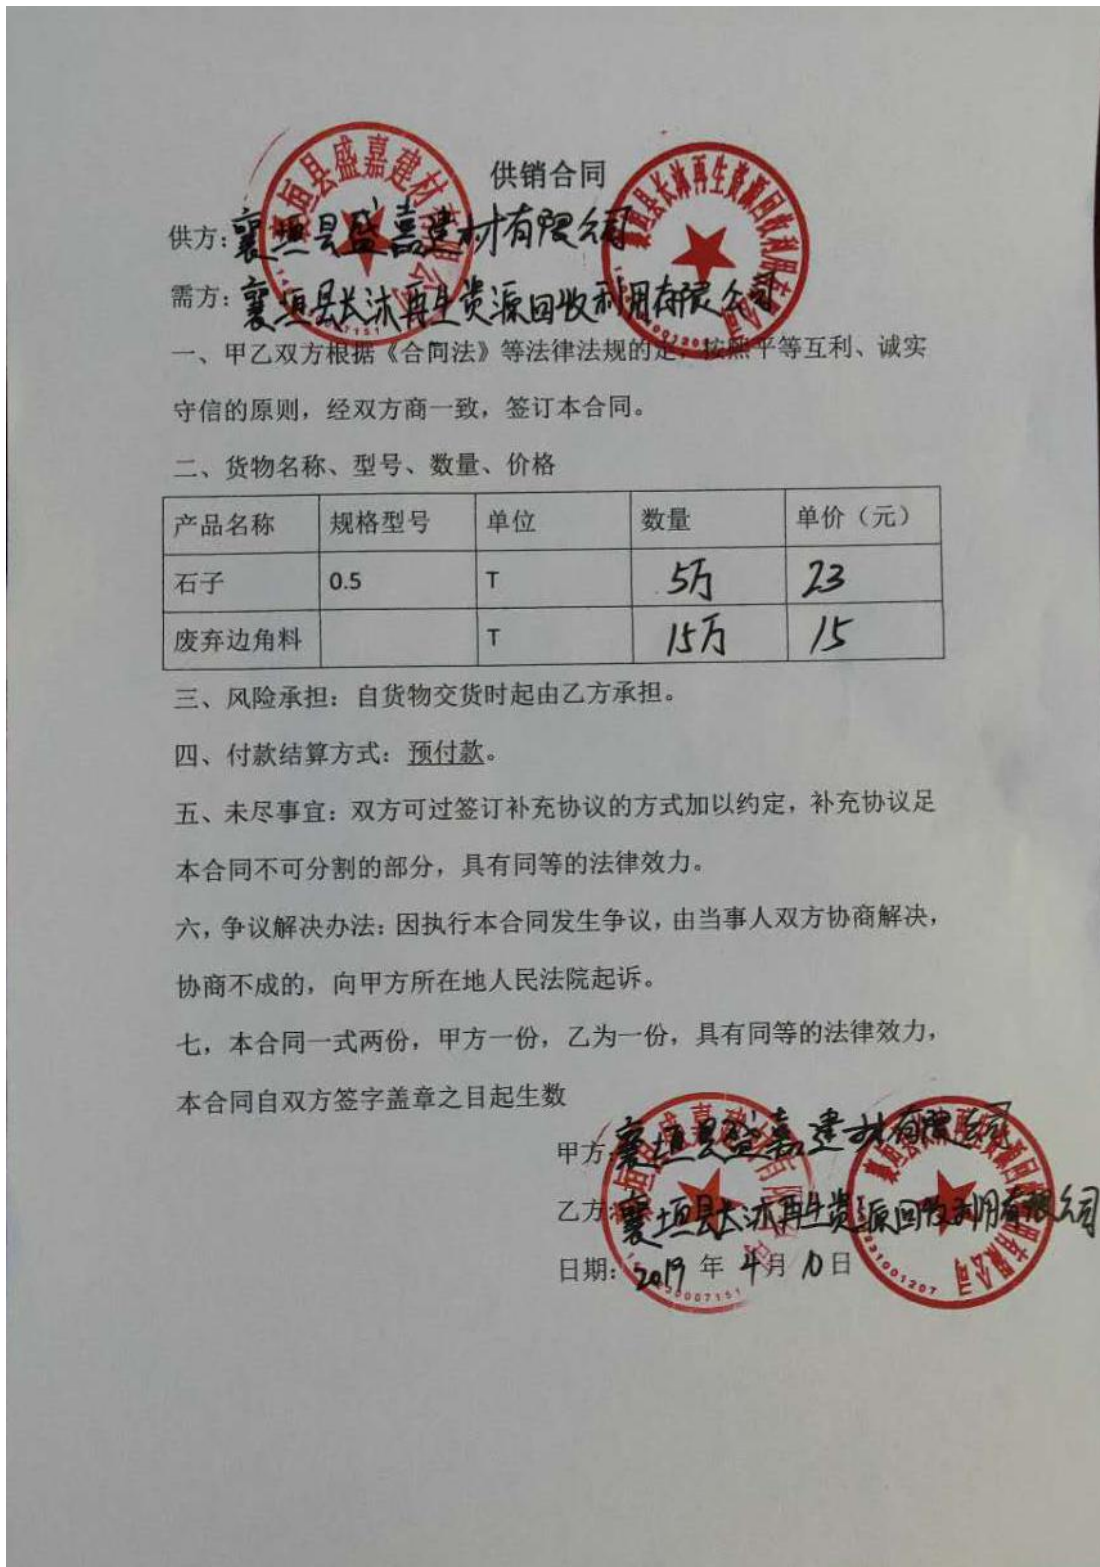 供销合同
供方：襄垣县盛嘉建材有限公司
需方：襄垣县长沐再生资源回收利用有限公司
一、甲乙双方根据《合同法》等法律法规的定，按照平等互利、诚实
守信的原则，经双方商一致，签订本合同。
二、货物名称、型号、数量、价格
产品名称 规格型号 单位 数量 单价（元）
石子 0.5 T 5万 23
废弃边角料 T 15万 15
三、风险承担：自货物交货时起由乙方承担。
四、付款结算方式：预付款。
五、未尽事宜：双方可过签订补充协议的方式加以约定，补充协议足
本合同不可分割的部分，具有同等的法律效力。
六，争议解决办法：因执行本合同发生争议，由当事人双方协商解决，
协商不成的，向甲方所在地人民法院起诉。
七，本合同一式两份，甲方一份，乙为一份，具有同等的法律效力，
本合同自双方签字盖章之目起生数
甲方：襄垣县盛嘉建材有限公司
乙方：襄垣县长沐再生资源回收利用有限公司
日期：2019年4月10日